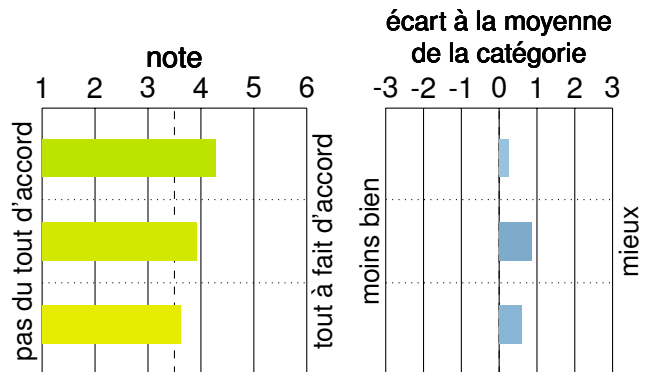 note
1 2 3 4 5 6
pas du tout d'accord
tout à fait d'accord
écart à la moyenne
de la catégorie
-3 -2 -1 0 1 2 3
moins bien
mieux